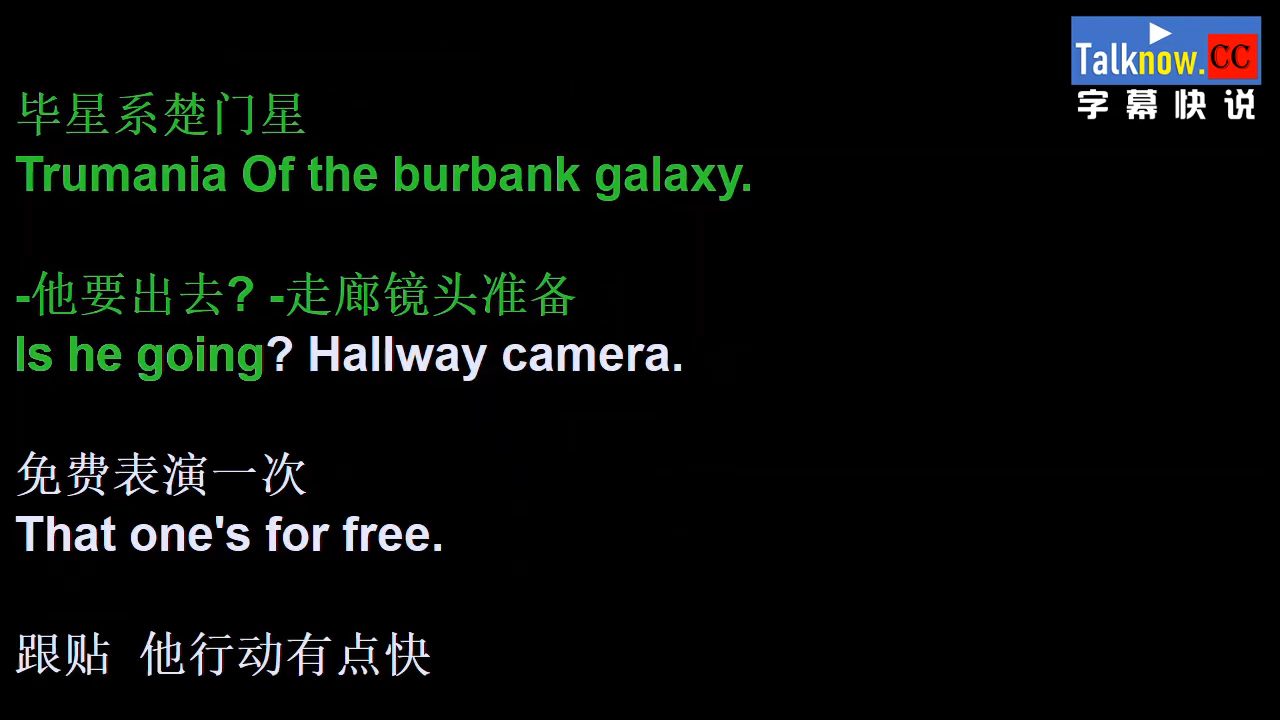 Talknow.CC
字幕快说
毕星系楚门星
Trumania Of the burbank galaxy.
-他要出去? -走廊镜头准备
Is he going? Hallway camera.
免费表演一次
That one's for free.
跟贴 他行动有点快